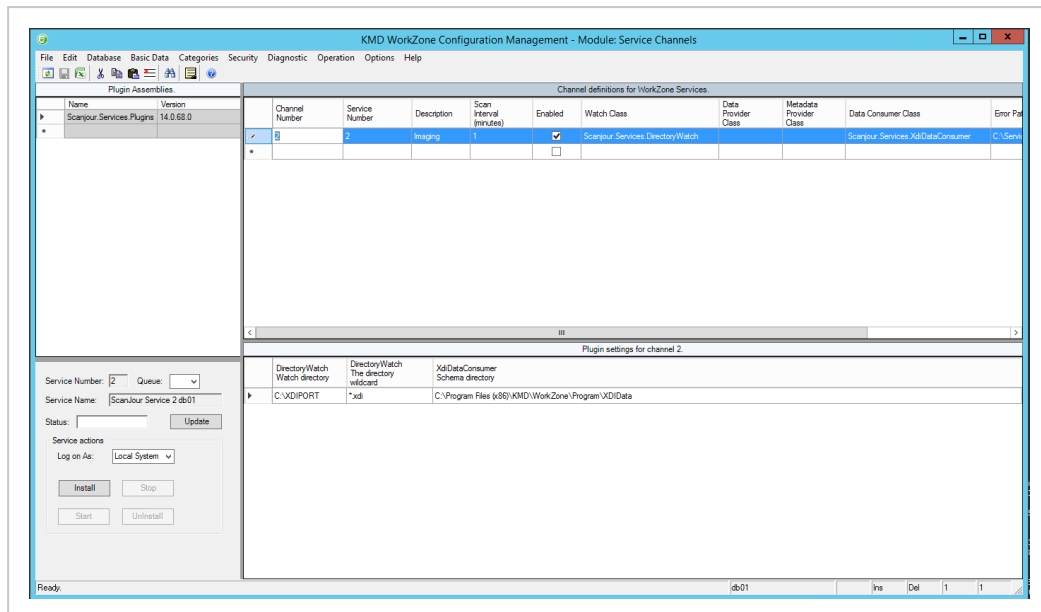 KMD WorkZone Configuration Management - Module: Service Channels
File Edit Database Basic Data Categories Security Diagnostic Operation Options Help
Plugin Assemblies.
Name Version
Scanjour.Services.Plugins 14.0.68.0
Channel definitions for WorkZone Services.
Channel Number Service Number Description Scan Interval (minutes) Enabled Watch Class Data Provider Class Metadata Provider Class Data Consumer Class Error Pat
2 2 Imaging 1 Scanjour.Services.DirectoryWatch Scanjour.Services.XdiDataConsumer C:\Servi
Plugin settings for channel 2.
DirectoryWatch Watch directory DirectoryWatch The directory wildcard XdiDataConsumer Schema directory
C:\XDIPORT *.xdi C:\Program Files (x86)\KMD\WorkZone\Program\XDIData
Service Number: 2 Queue:
Service Name: ScanJour Service 2 db01
Status: Update
Service actions
Log on As: Local System
Install Stop
Start UnInstall
Ready. db01 Ins Del 1 1